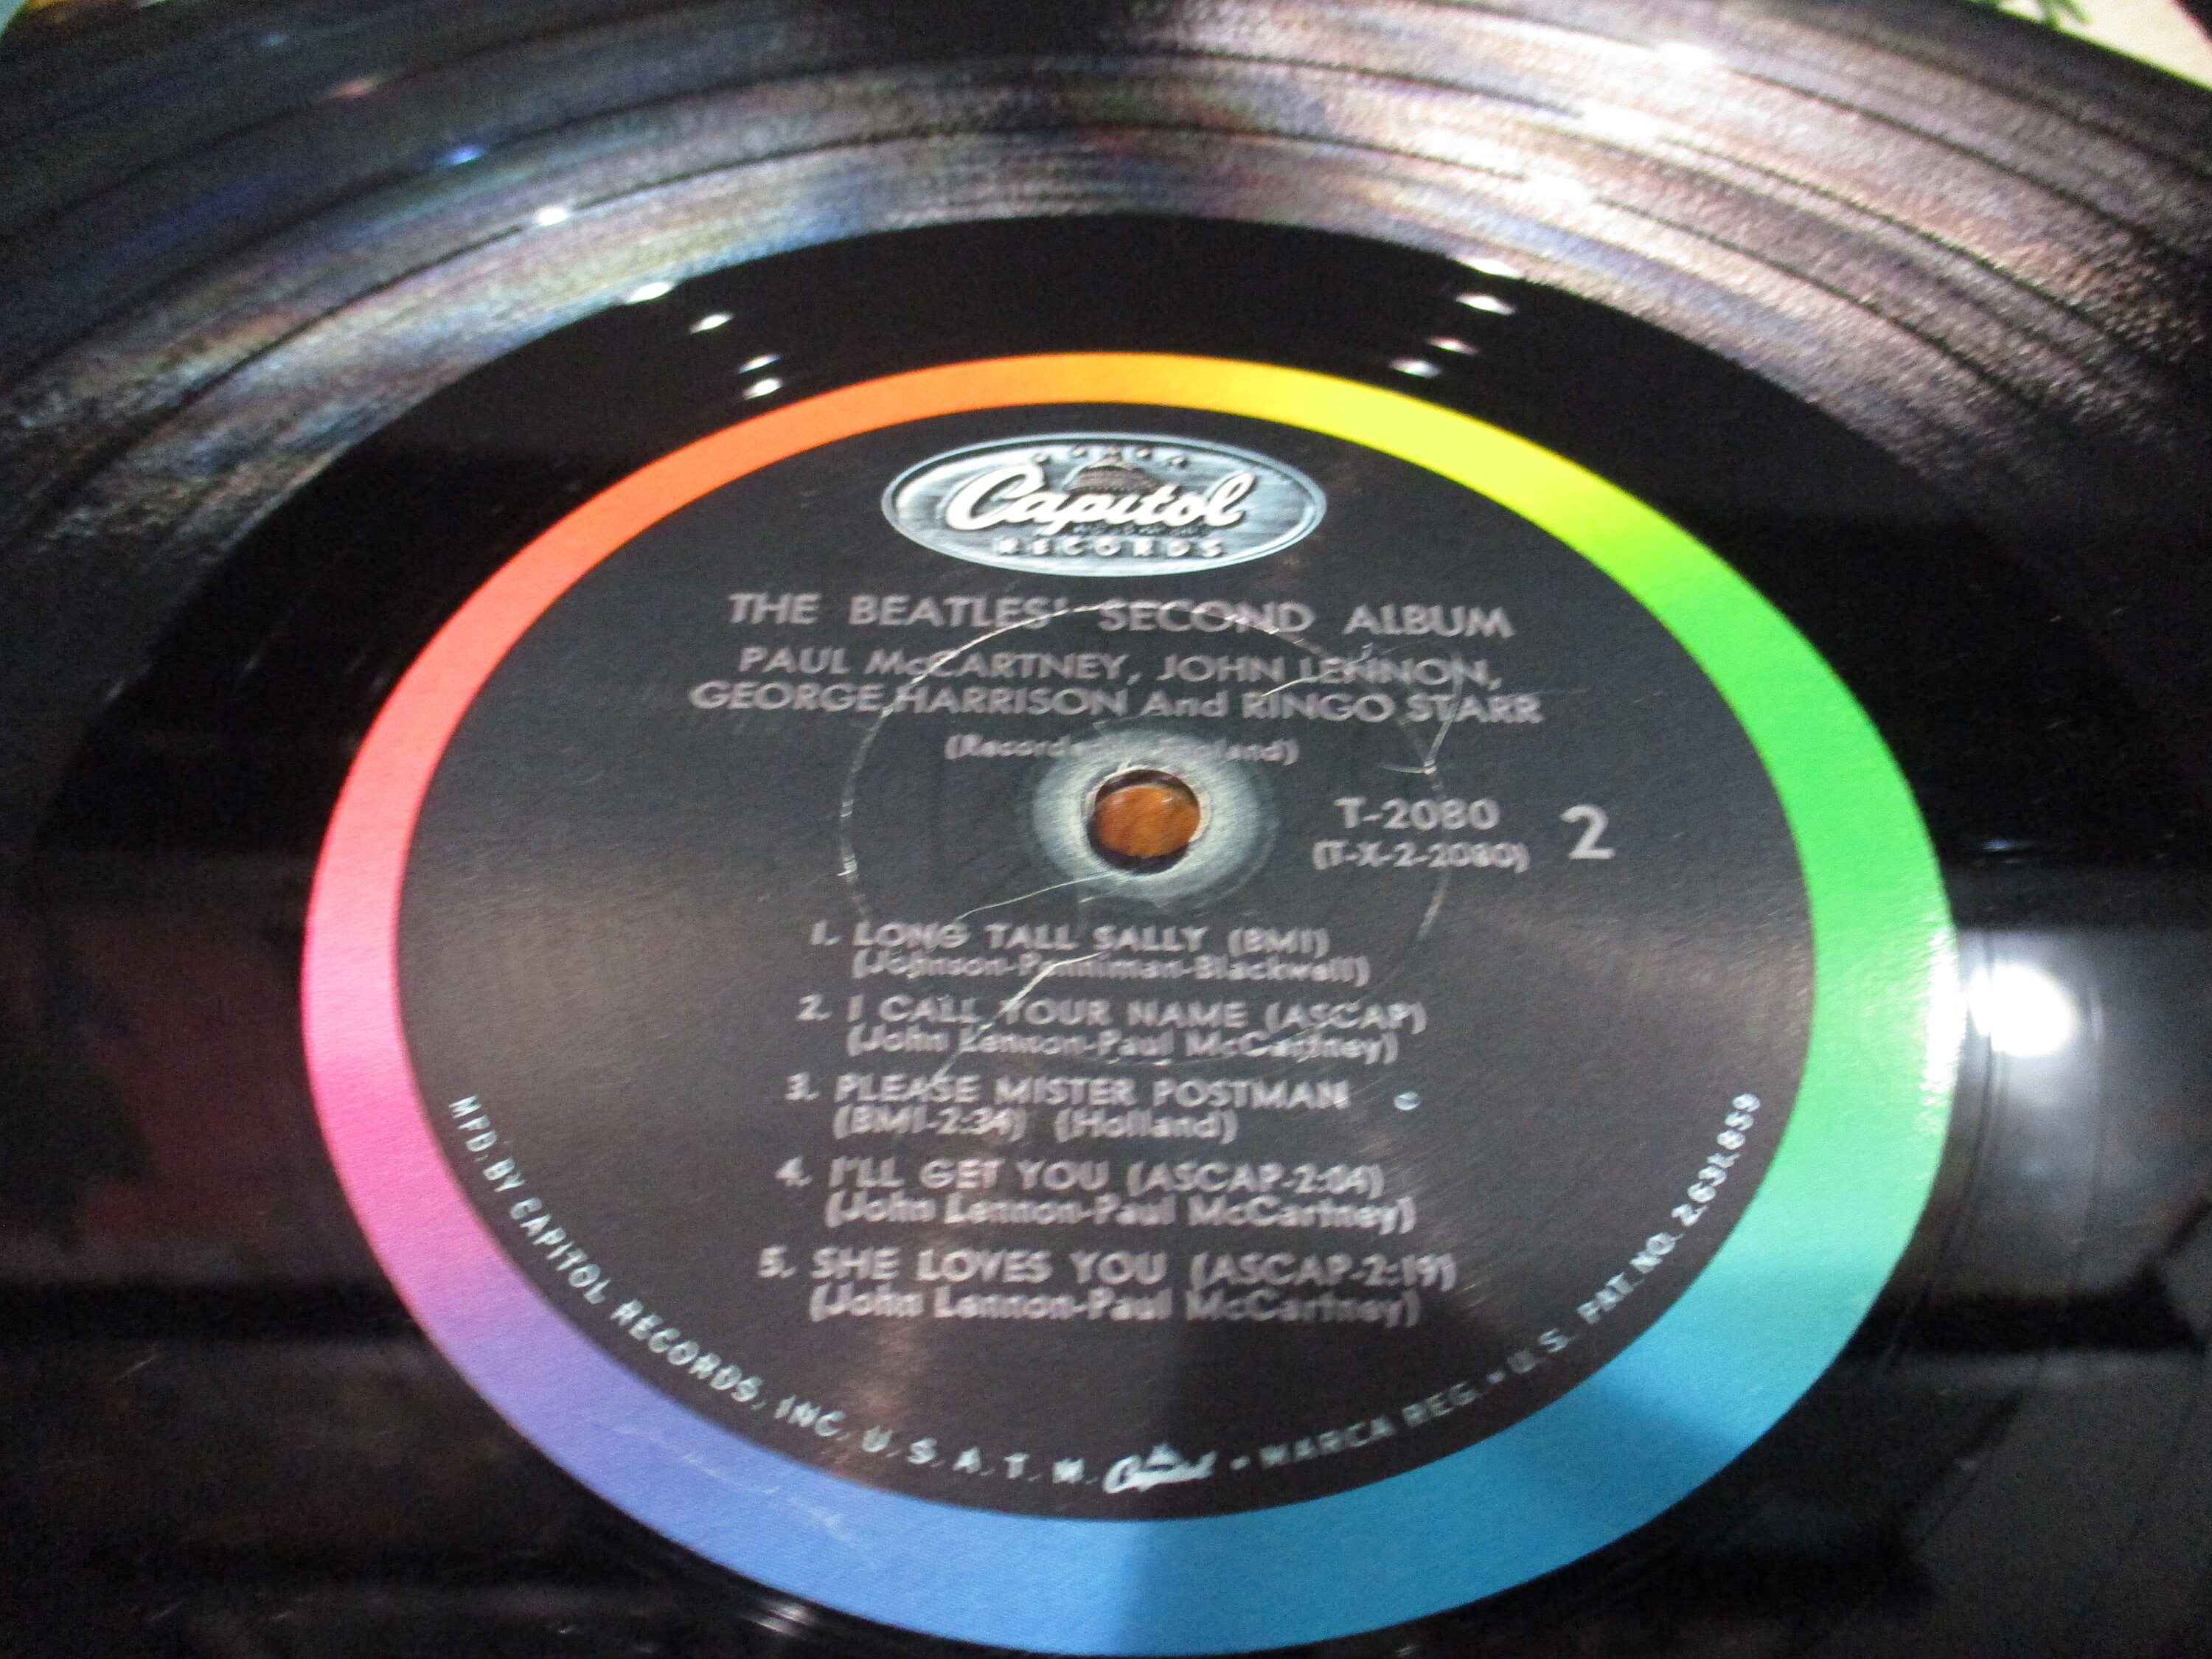 Capitol
RECORDS
THE BEATLES' SECOND ALBUM
PAUL McCARTNEY, JOHN LENNON,
GEORGE HARRISON And RINGO STARR
T-2080
(T-X-2-2080)
2
1. LONG TALL SALLY (BMI)
(Johnson-Penniman-Blackwell)
2. I CALL YOUR NAME (ASCAP)
(John Lennon-Paul McCartney)
3. PLEASE MISTER POSTMAN
(BMI-2:34) (Holland)
4. I'LL GET YOU (ASCAP-2:04)
(John Lennon-Paul McCartney)
5. SHE LOVES YOU (ASCAP-2:19)
(John Lennon-Paul McCartney)
MFD. BY CAPITOL RECORDS, INC. U.S.A. T.M. Capitol • MARCA REG. • U.S. PAT. NO. 2,631,859